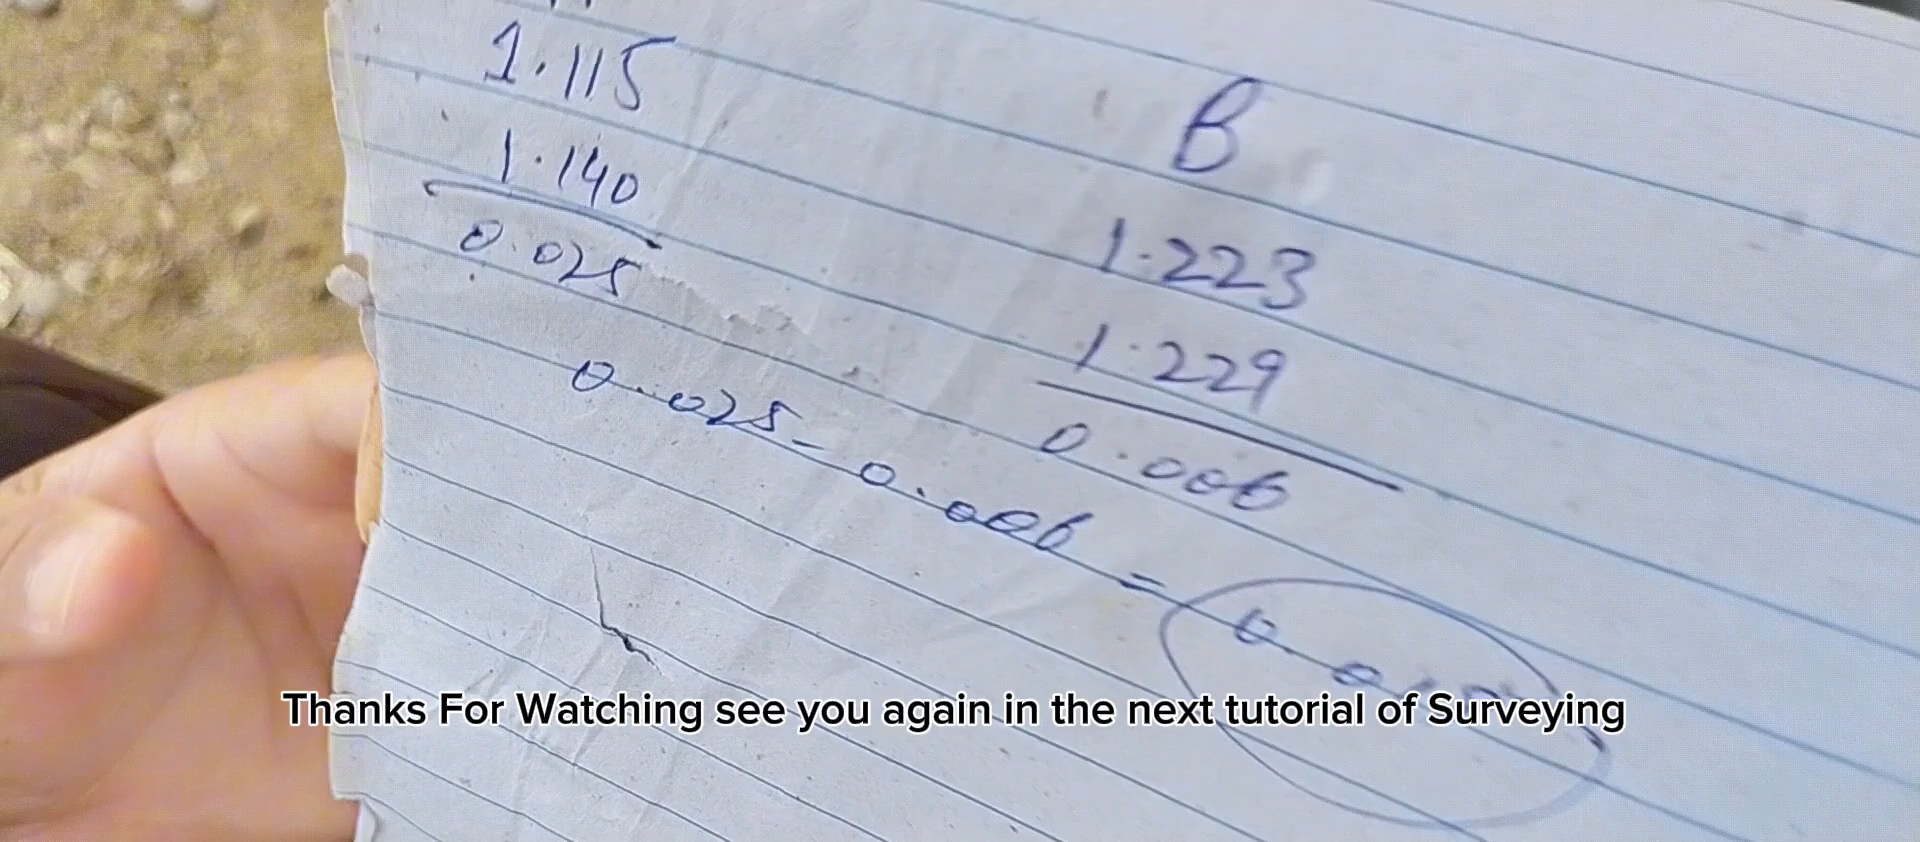 1.115
1.140
0.025
B
1.223
1.229
0.006
0.025 - 0.006 =
Thanks For Watching see you again in the next tutorial of Surveying